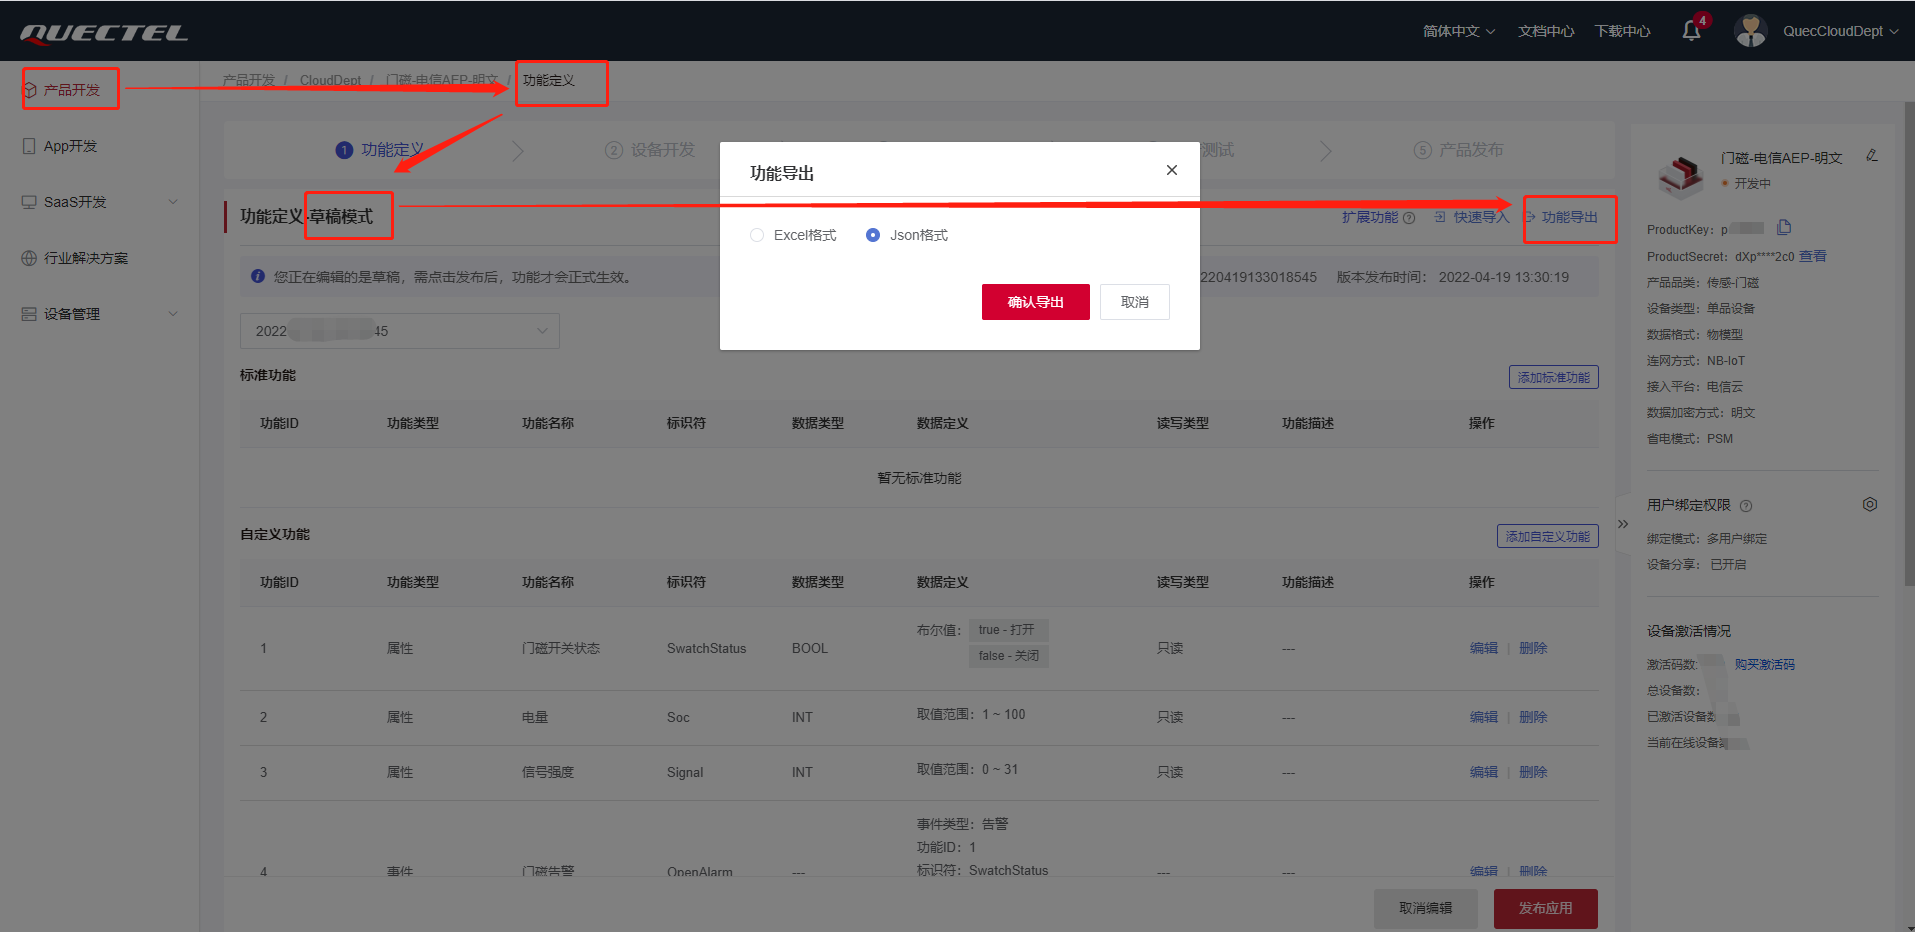 QUECTEL
简体中文 文档中心 下载中心 4 QuecCloudDept
产品开发
App开发
SaaS开发
行业解决方案
设备管理
产品开发 / CloudDept / 门磁-电信AEP-明文 / 功能定义
1 功能定义
2 设备开发
测试
5 产品发布
功能定义-草稿模式
扩展功能 快速导入 功能导出
您正在编辑的是草稿，需点击发布后，功能才会正式生效。
220419133018545 版本发布时间： 2022-04-19 13:30:19
2022 45
功能导出
Excel格式 Json格式
确认导出 取消
标准功能
添加标准功能
功能ID 功能类型 功能名称 标识符 数据类型 数据定义 读写类型 功能描述 操作
暂无标准功能
自定义功能
添加自定义功能
功能ID 功能类型 功能名称 标识符 数据类型 数据定义 读写类型 功能描述 操作
1 属性 门磁开关状态 SwatchStatus BOOL 布尔值： true - 打开 只读 --- 编辑 | 删除
false - 关闭
2 属性 电量 Soc INT 取值范围：1 ~ 100 只读 --- 编辑 | 删除
3 属性 信号强度 Signal INT 取值范围：0 ~ 31 只读 --- 编辑 | 删除
事件类型：告警
功能ID：1
标识符：SwatchStatus
4 事件 门磁告警 OpenAlarm --- --- --- 编辑 | 删除
取消编辑 发布应用
门磁-电信AEP-明文
开发中
ProductKey：p
ProductSecret：dXp****2c0 查看
产品品类：传感-门磁
设备类型：单品设备
数据格式：物模型
连网方式：NB-IoT
接入平台：电信云
数据加密方式：明文
省电模式：PSM
用户绑定权限
绑定模式：多用户绑定
设备分享： 已开启
设备激活情况
激活码数: 购买激活码
总设备数：
已激活设备数
当前在线设备数